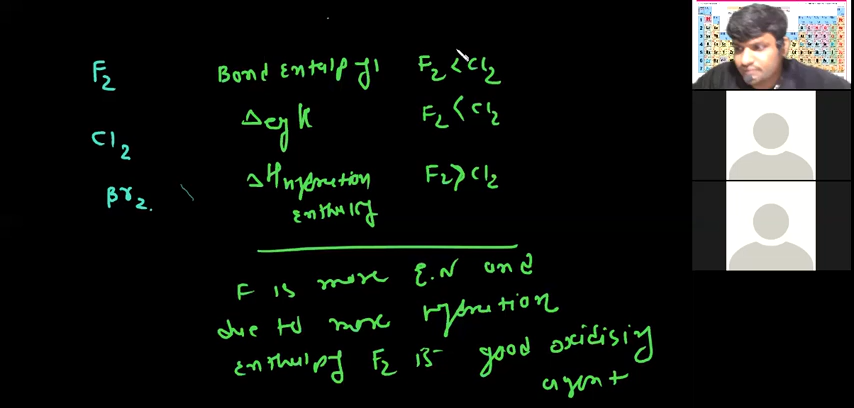 F2 Bond Entalpy F2 < Cl2
ΔegH F2 < Cl2
Cl2
ΔHhydration F2 > Cl2
Br2.
enthalpy
F is more E.N and
due to more hydration
enthalpy F2 is good oxidising
agent